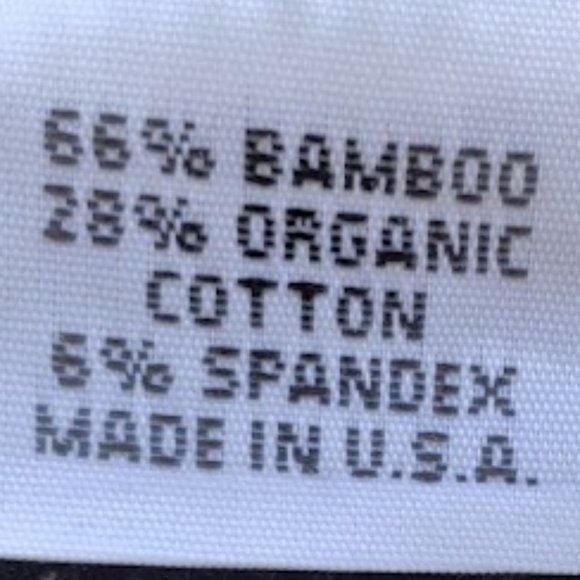 66% BAMBOO
28% ORGANIC
COTTON
6% SPANDEX
MADE IN U.S.A.